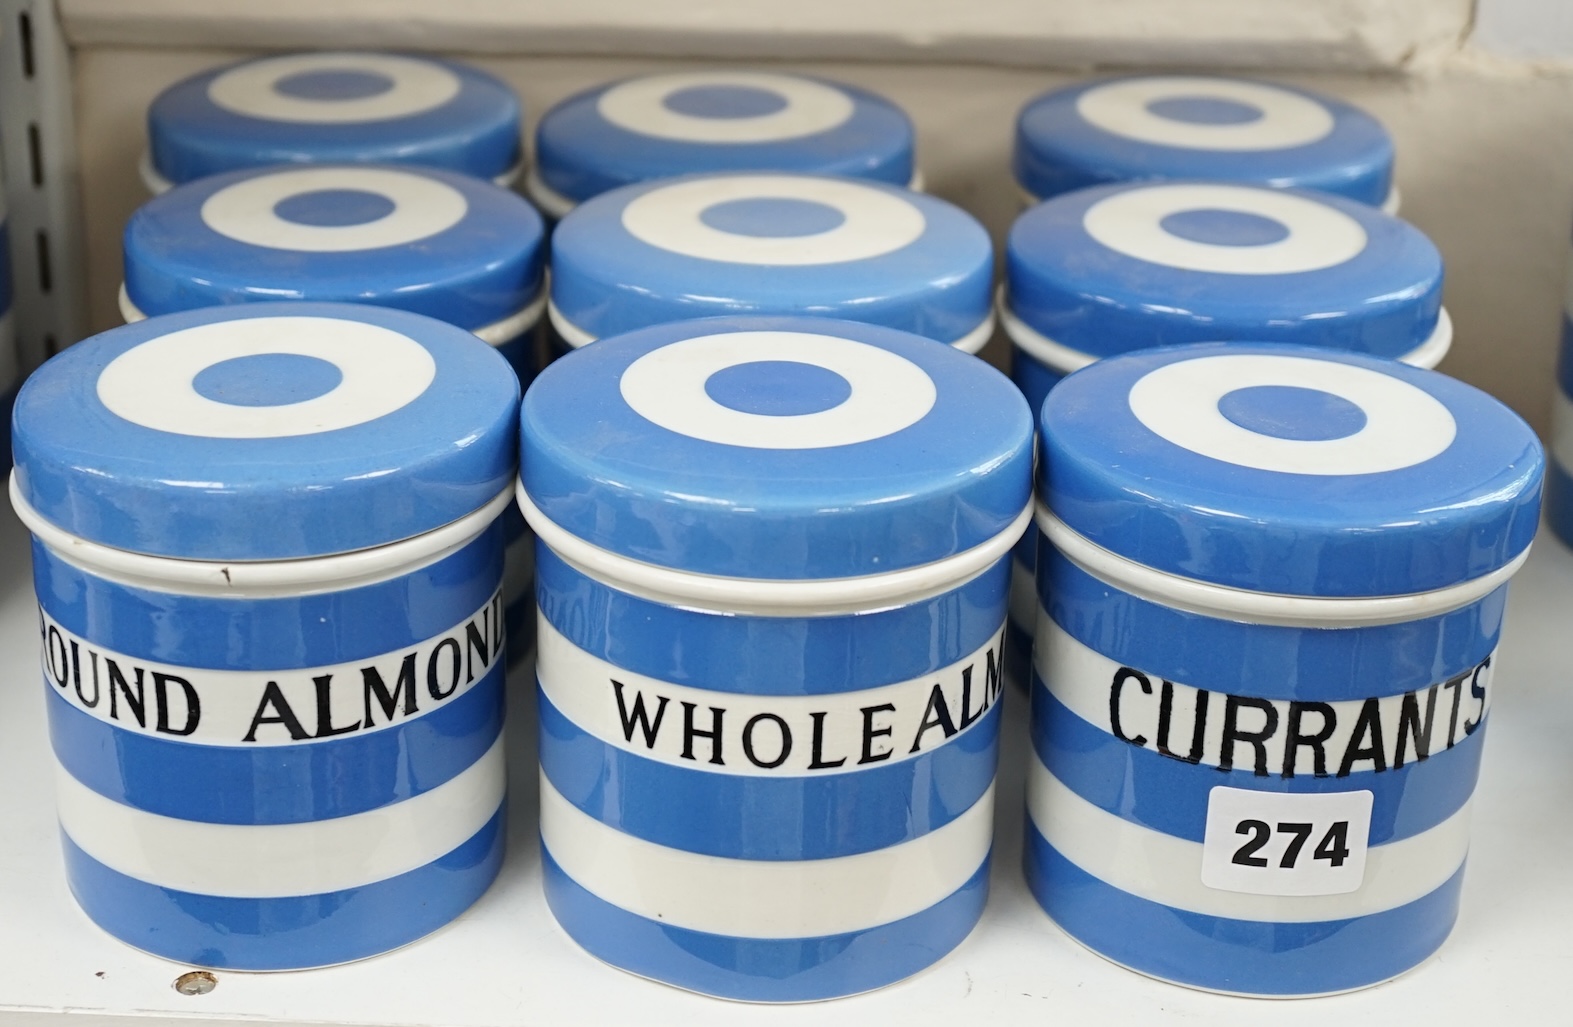 ROUND ALMOND
WHOLE ALM
CURRANTS
274